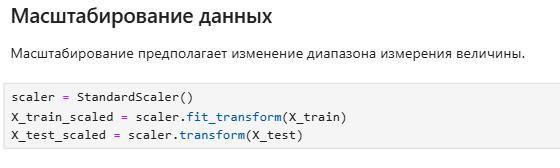 Масштабирование данных
Масштабирование предполагает изменение диапазона измерения величины.
scaler = StandardScaler()
X_train_scaled = scaler.fit_transform(X_train)
X_test_scaled = scaler.transform(X_test)